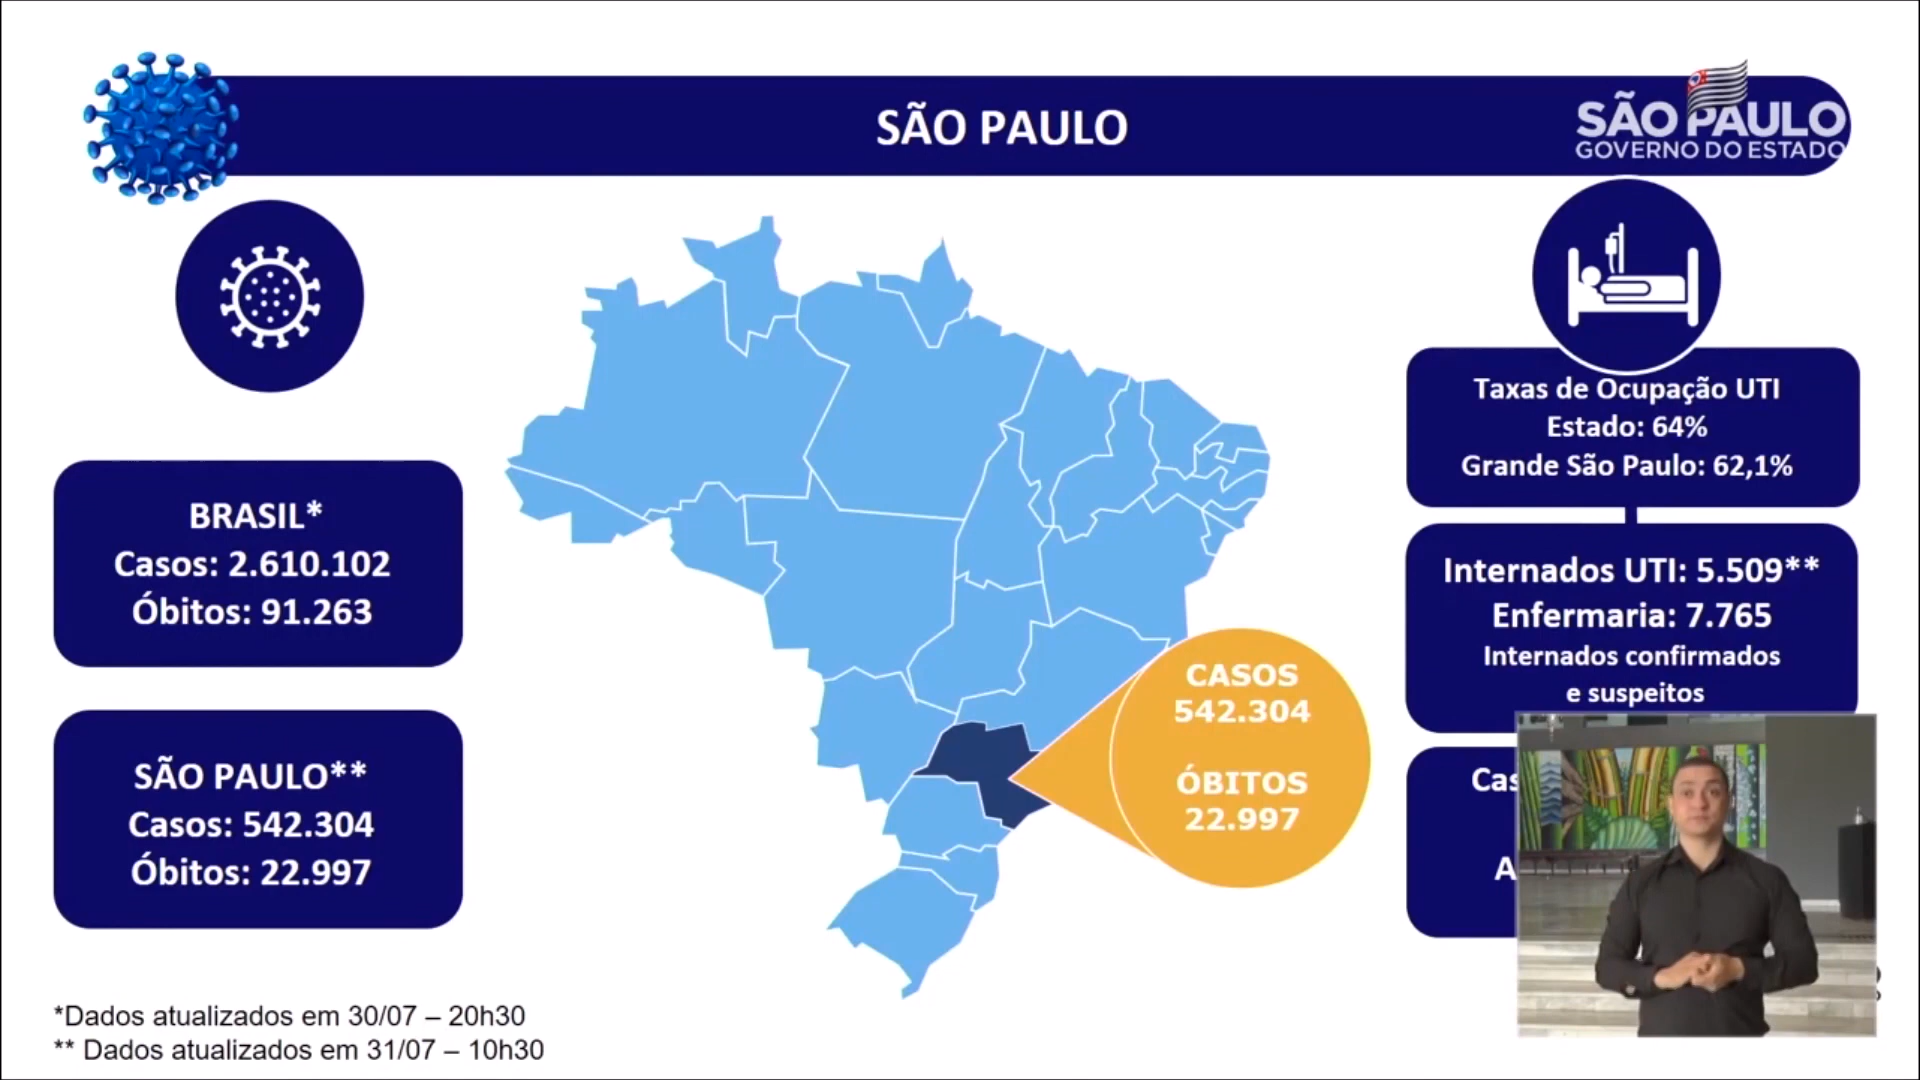 SÃO PAULO
SÃO PAULO
GOVERNO DO ESTADO
BRASIL*
Casos: 2.610.102
Óbitos: 91.263
SÃO PAULO**
Casos: 542.304
Óbitos: 22.997
CASOS
542.304
ÓBITOS
22.997
Taxas de Ocupação UTI
Estado: 64%
Grande São Paulo: 62,1%
Internados UTI: 5.509**
Enfermaria: 7.765
Internados confirmados
e suspeitos
*Dados atualizados em 30/07 – 20h30
** Dados atualizados em 31/07 – 10h30